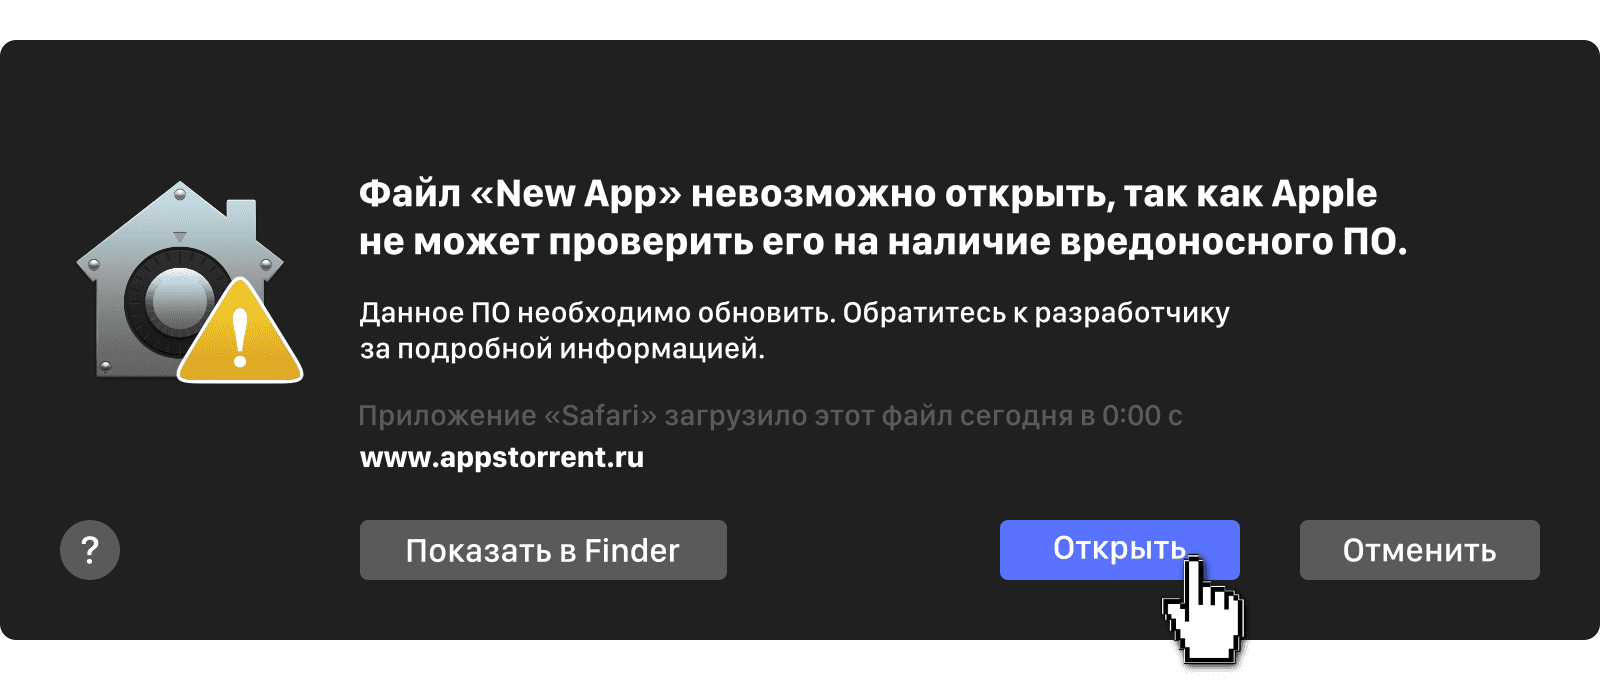 Файл «New App» невозможно открыть, так как Apple
не может проверить его на наличие вредоносного ПО.
Данное ПО необходимо обновить. Обратитесь к разработчику
за подробной информацией.
Приложение «Safari» загрузило этот файл сегодня в 0:00 с
www.appstorrent.ru
?
Показать в Finder
Открыть
Отменить